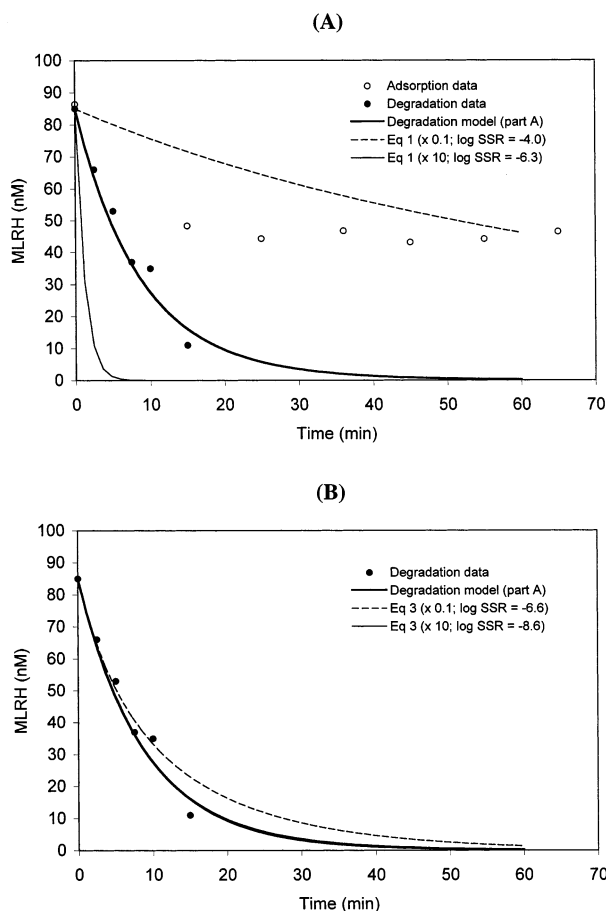 (A)
100
90
80
70
60
50
40
30
20
10
0
MLRH (nM)
Adsorption data
Degradation data
Degradation model (part A)
Eq 1 (x 0.1; log SSR = -4.0)
Eq 1 (x 10; log SSR = -6.3)
0 10 20 30 40 50 60 70
Time (min)
(B)
100
90
80
70
60
50
40
30
20
10
0
MLRH (nM)
Degradation data
Degradation model (part A)
Eq 3 (x 0.1; log SSR = -6.6)
Eq 3 (x 10; log SSR = -8.6)
0 10 20 30 40 50 60 70
Time (min)